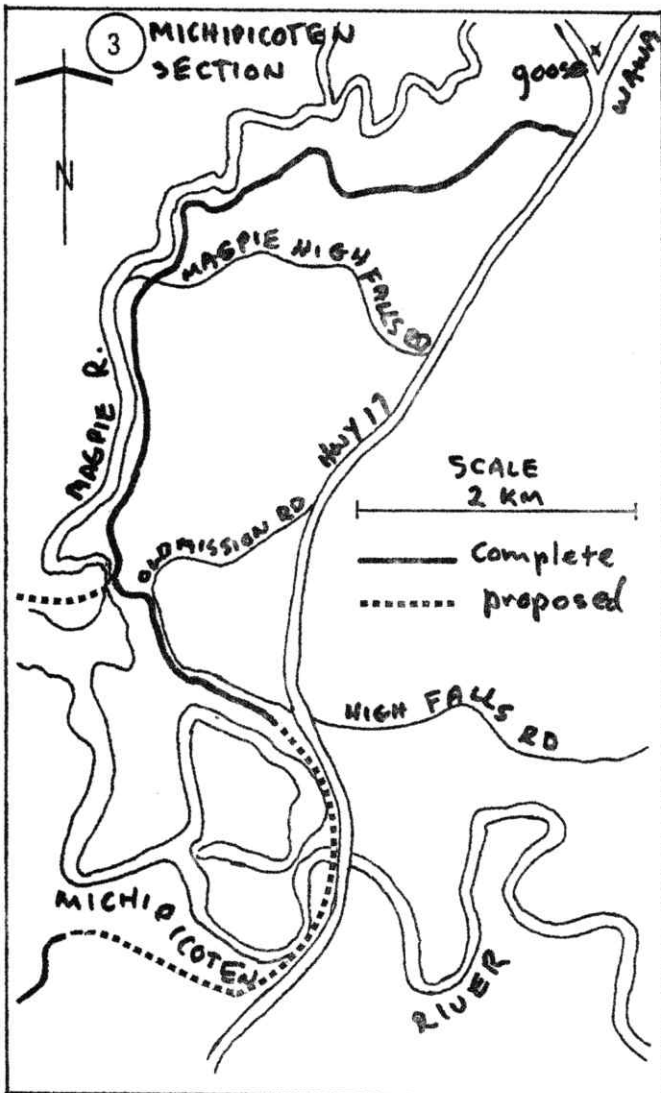 3 MICHIPICOTEN
SECTION
goose x
WAWA
N
MAGPIE HIGH FALLS RD
MAGPIE R.
HWY 17
SCALE
2 KM
OLD MISSION RD
complete
proposed
HIGH FALLS RD
MICHIPICOTEN
RIVER